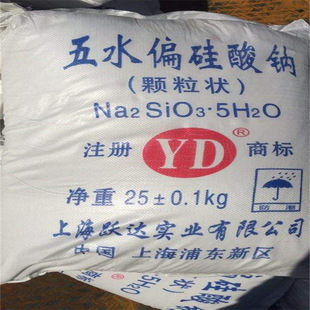 五水偏硅酸钠
(颗粒状)
Na2SiO3·5H2O
注册 YD® 商标
净重 25±0.1kg
防潮
上海跃达实业有限公司
中国 上海浦东新区